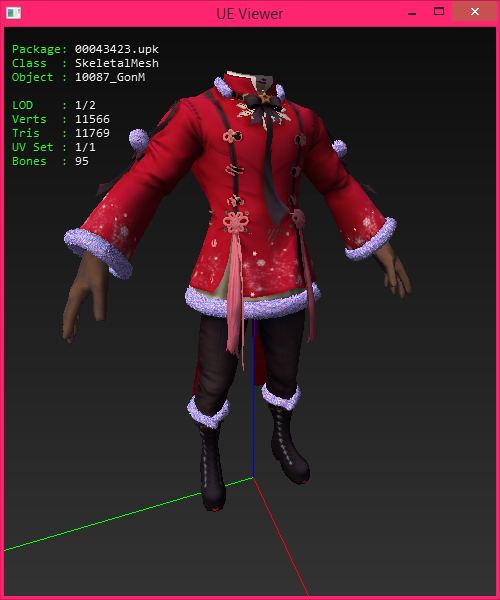 UE Viewer
Package: 00043423.upk
Class : SkeletalMesh
Object : 10087_GonM
LOD : 1/2
Verts : 11566
Tris : 11769
UV Set : 1/1
Bones : 95